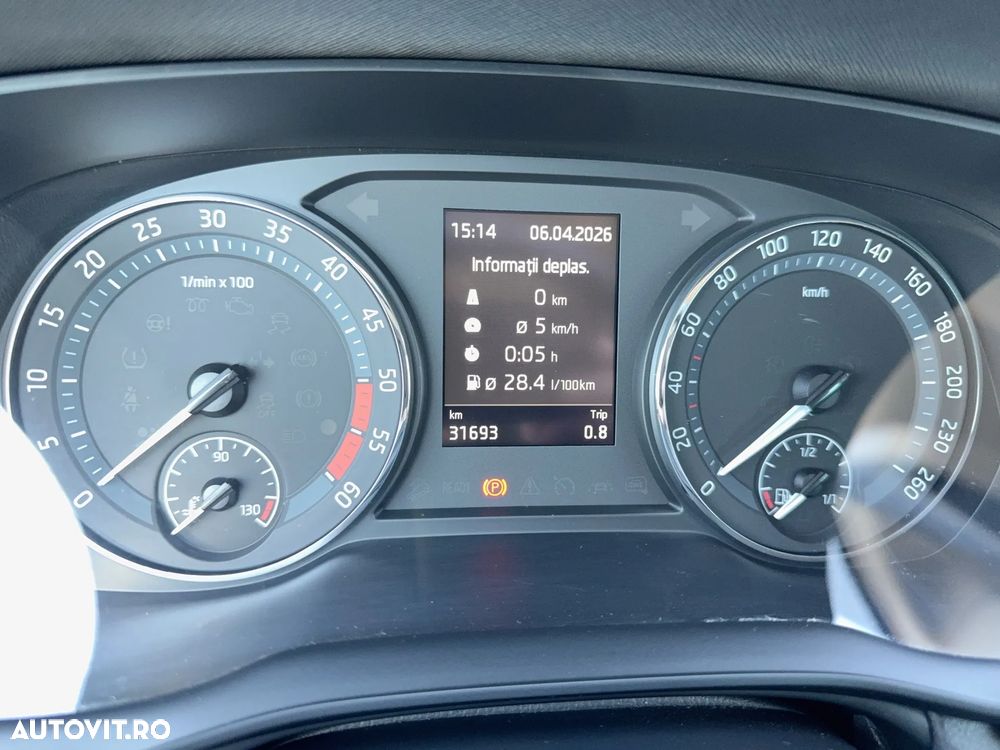 15:14 06.04.2026
Informații deplas.
0 km
ø 5 km/h
0:05 h
ø 28.4 l/100km
km Trip
31693 0.8
0 5 10 15 20 25 30 35 40 45 50 55 60
1/min x 100
90
130
0 20 40 60 80 100 120 140 160 180 200 230 260
km/h
1/2
1/1
READY
AUTOVIT.RO